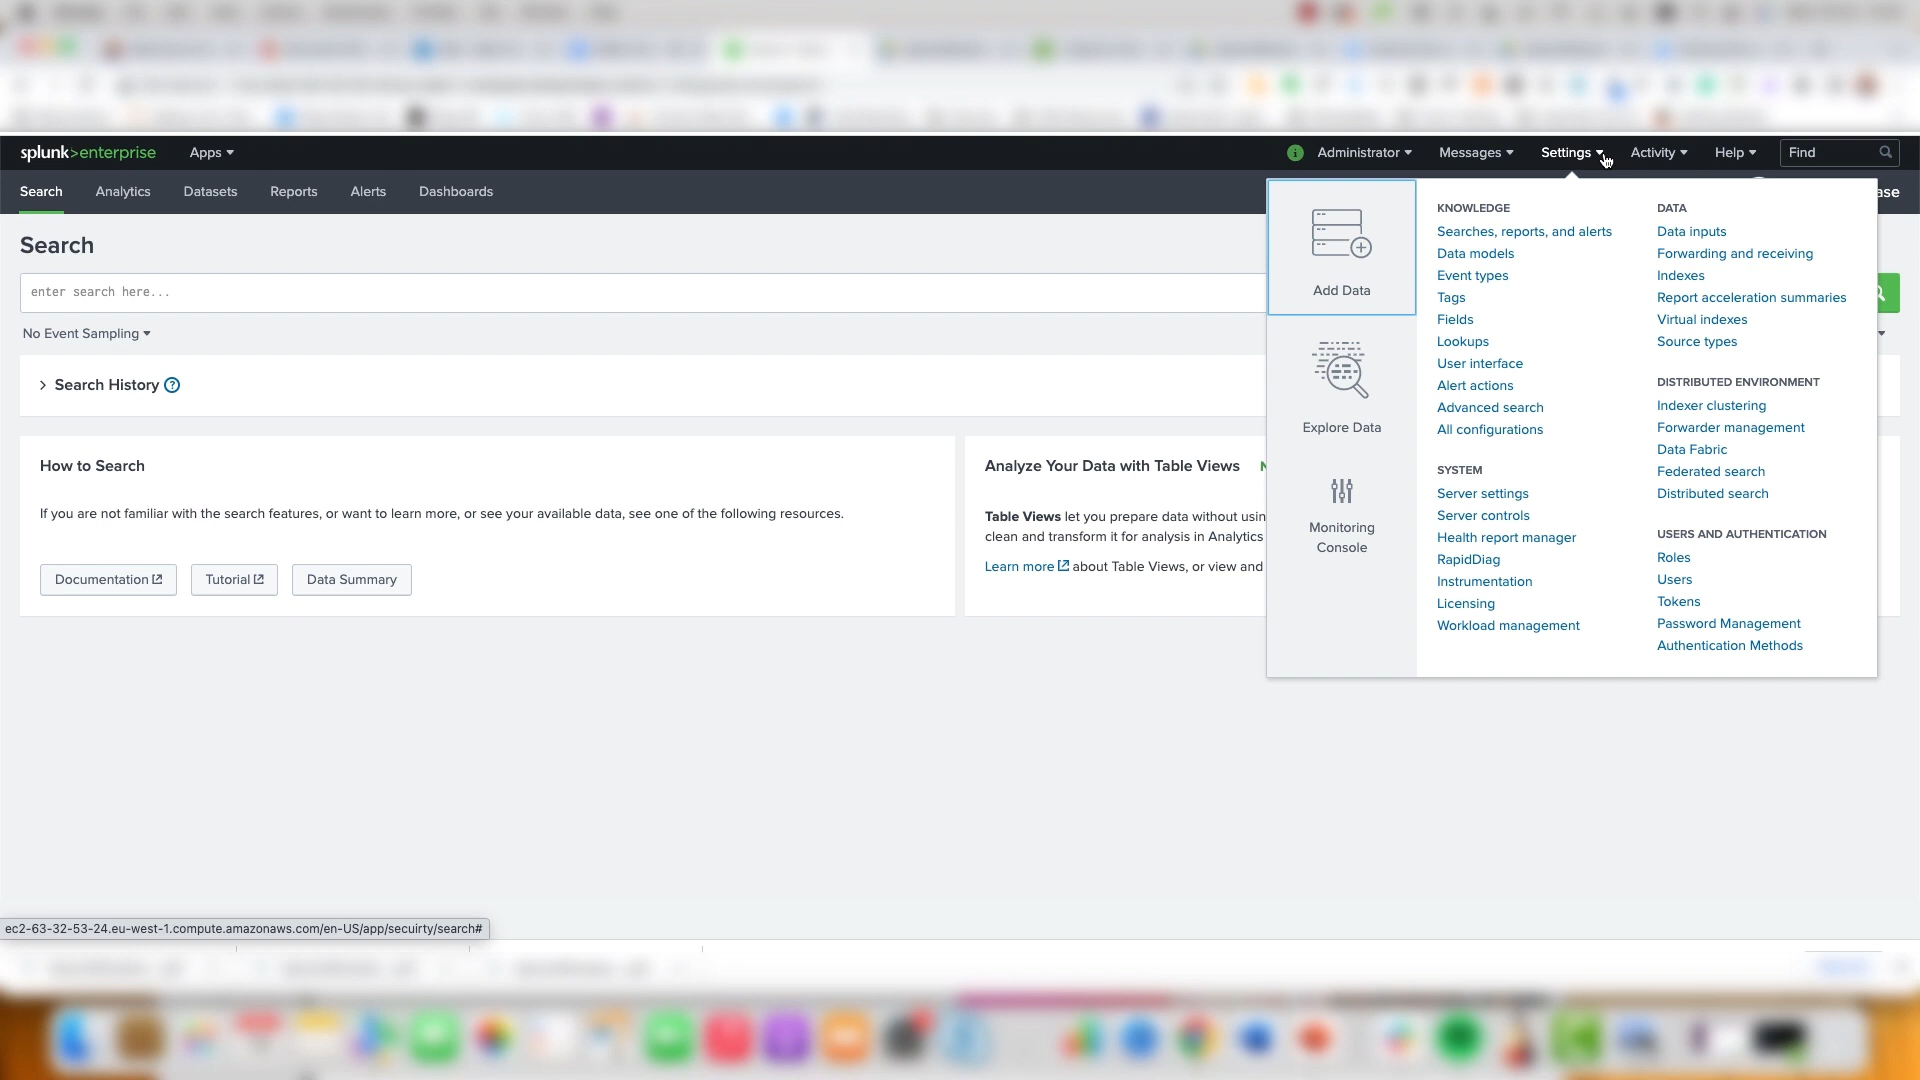 splunk>enterprise Apps Administrator Messages Settings Activity Help Find
Search Analytics Datasets Reports Alerts Dashboards
Search
enter search here...
No Event Sampling
Search History ?
How to Search
If you are not familiar with the search features, or want to learn more, or see your available data, see one of the following resources.
Documentation Tutorial Data Summary
Analyze Your Data with Table Views
Table Views let you prepare data without
clean and transform it for analysis in Analytics
Learn more about Table Views, or view and
Add Data
Explore Data
Monitoring
Console
KNOWLEDGE
Searches, reports, and alerts
Data models
Event types
Tags
Fields
Lookups
User interface
Alert actions
Advanced search
All configurations
SYSTEM
Server settings
Server controls
Health report manager
RapidDiag
Instrumentation
Licensing
Workload management
DATA
Data inputs
Forwarding and receiving
Indexes
Report acceleration summaries
Virtual indexes
Source types
DISTRIBUTED ENVIRONMENT
Indexer clustering
Forwarder management
Data Fabric
Federated search
Distributed search
USERS AND AUTHENTICATION
Roles
Users
Tokens
Password Management
Authentication Methods
ec2-63-32-53-24.eu-west-1.compute.amazonaws.com/en-US/app/secuirty/search#